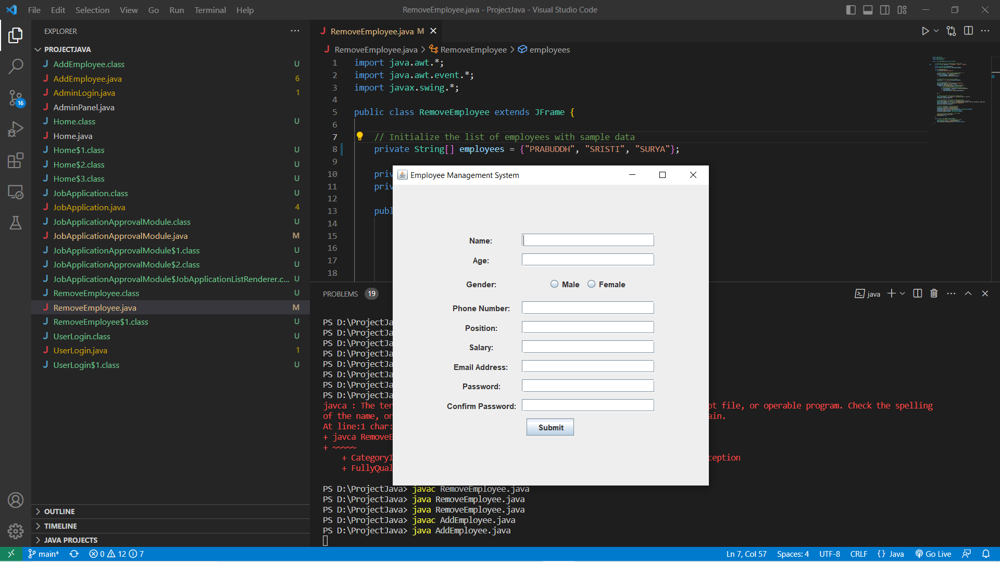 File Edit Selection View Go Run Terminal Help
RemoveEmployee.java - ProjectJava - Visual Studio Code
EXPLORER
PROJECTJAVA
AddEmployee.class U
AddEmployee.java 6
AdminLogin.java 1
AdminPanel.java
Home.class U
Home.java
Home$1.class U
Home$2.class U
Home$3.class U
JobApplication.class U
JobApplication.java 4
JobApplicationApprovalModule.class U
JobApplicationApprovalModule.java M
JobApplicationApprovalModule$1.class U
JobApplicationApprovalModule$2.class U
JobApplicationApprovalModule$JobApplicationListRenderer.c... U
RemoveEmployee.class U
RemoveEmployee.java M
RemoveEmployee$1.class U
UserLogin.class U
UserLogin.java 1
UserLogin$1.class U
OUTLINE
TIMELINE
JAVA PROJECTS
16
RemoveEmployee.java M
RemoveEmployee.java > RemoveEmployee > employees
1 import java.awt.*;
2 import java.awt.event.*;
3 import javax.swing.*;
4
5 public class RemoveEmployee extends JFrame {
6
7 // Initialize the list of employees with sample data
8 private String[] employees = {"PRABUDDH", "SRISTI", "SURYA"};
9
10 priv
11 priv
12
13 publ
14
15
16
17
18
Employee Management System
Name:
Age:
Gender: Male Female
Phone Number:
Position:
Salary:
Email Address:
Password:
Confirm Password:
Submit
PROBLEMS 19
java
PS D:\ProjectJa
PS D:\ProjectJa
PS D:\ProjectJa
PS D:\ProjectJa
PS D:\ProjectJa
PS D:\ProjectJa
PS D:\ProjectJa
PS D:\ProjectJa
javca : The ter pt file, or operable program. Check the spelling
of the name, or ain.
At line:1 char:
+ javca RemoveE
+ ~~~~~
+ CategoryI ception
+ FullyQual
PS D:\ProjectJava> javac RemoveEmployee.java
PS D:\ProjectJava> java RemoveEmployee.java
PS D:\ProjectJava> java RemoveEmployee.java
PS D:\ProjectJava> javac AddEmployee.java
PS D:\ProjectJava> java AddEmployee.java
main* 0 12 7
Ln 7, Col 57 Spaces: 4 UTF-8 CRLF {} Java Go Live